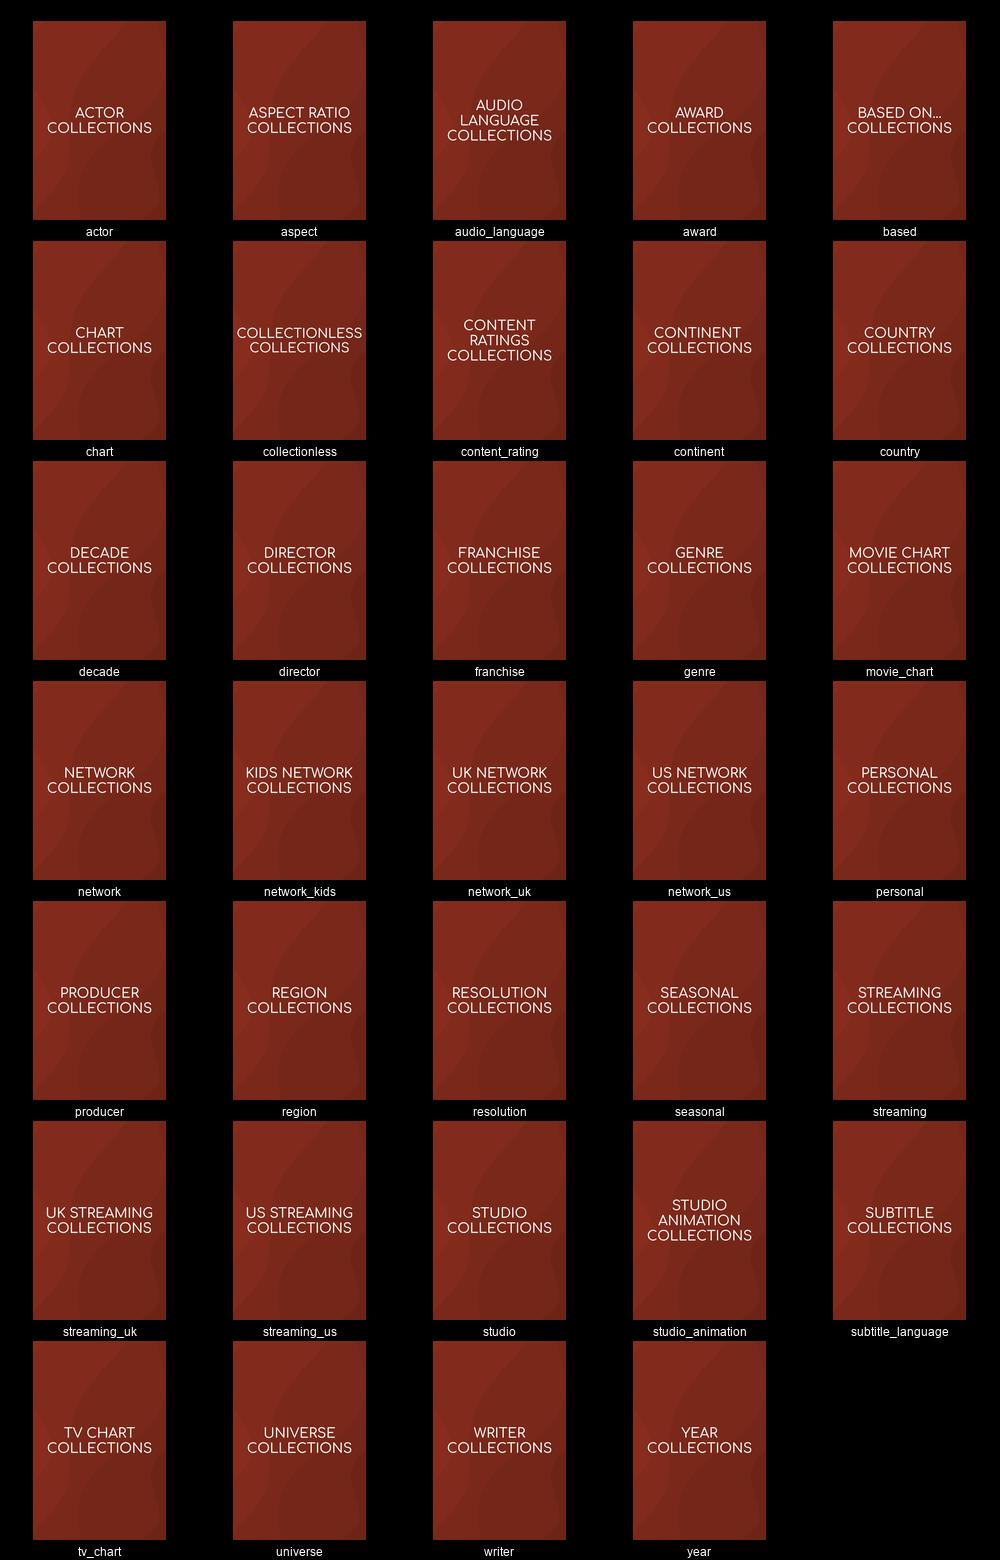 ACTOR
COLLECTIONS
actor
ASPECT RATIO
COLLECTIONS
aspect
AUDIO
LANGUAGE
COLLECTIONS
audio_language
AWARD
COLLECTIONS
award
BASED ON...
COLLECTIONS
based
CHART
COLLECTIONS
chart
COLLECTIONLESS
COLLECTIONS
collectionless
CONTENT
RATINGS
COLLECTIONS
content_rating
CONTINENT
COLLECTIONS
continent
COUNTRY
COLLECTIONS
country
DECADE
COLLECTIONS
decade
DIRECTOR
COLLECTIONS
director
FRANCHISE
COLLECTIONS
franchise
GENRE
COLLECTIONS
genre
MOVIE CHART
COLLECTIONS
movie_chart
NETWORK
COLLECTIONS
network
KIDS NETWORK
COLLECTIONS
network_kids
UK NETWORK
COLLECTIONS
network_uk
US NETWORK
COLLECTIONS
network_us
PERSONAL
COLLECTIONS
personal
PRODUCER
COLLECTIONS
producer
REGION
COLLECTIONS
region
RESOLUTION
COLLECTIONS
resolution
SEASONAL
COLLECTIONS
seasonal
STREAMING
COLLECTIONS
streaming
UK STREAMING
COLLECTIONS
streaming_uk
US STREAMING
COLLECTIONS
streaming_us
STUDIO
COLLECTIONS
studio
STUDIO
ANIMATION
COLLECTIONS
studio_animation
SUBTITLE
COLLECTIONS
subtitle_language
TV CHART
COLLECTIONS
tv_chart
UNIVERSE
COLLECTIONS
universe
WRITER
COLLECTIONS
writer
YEAR
COLLECTIONS
year